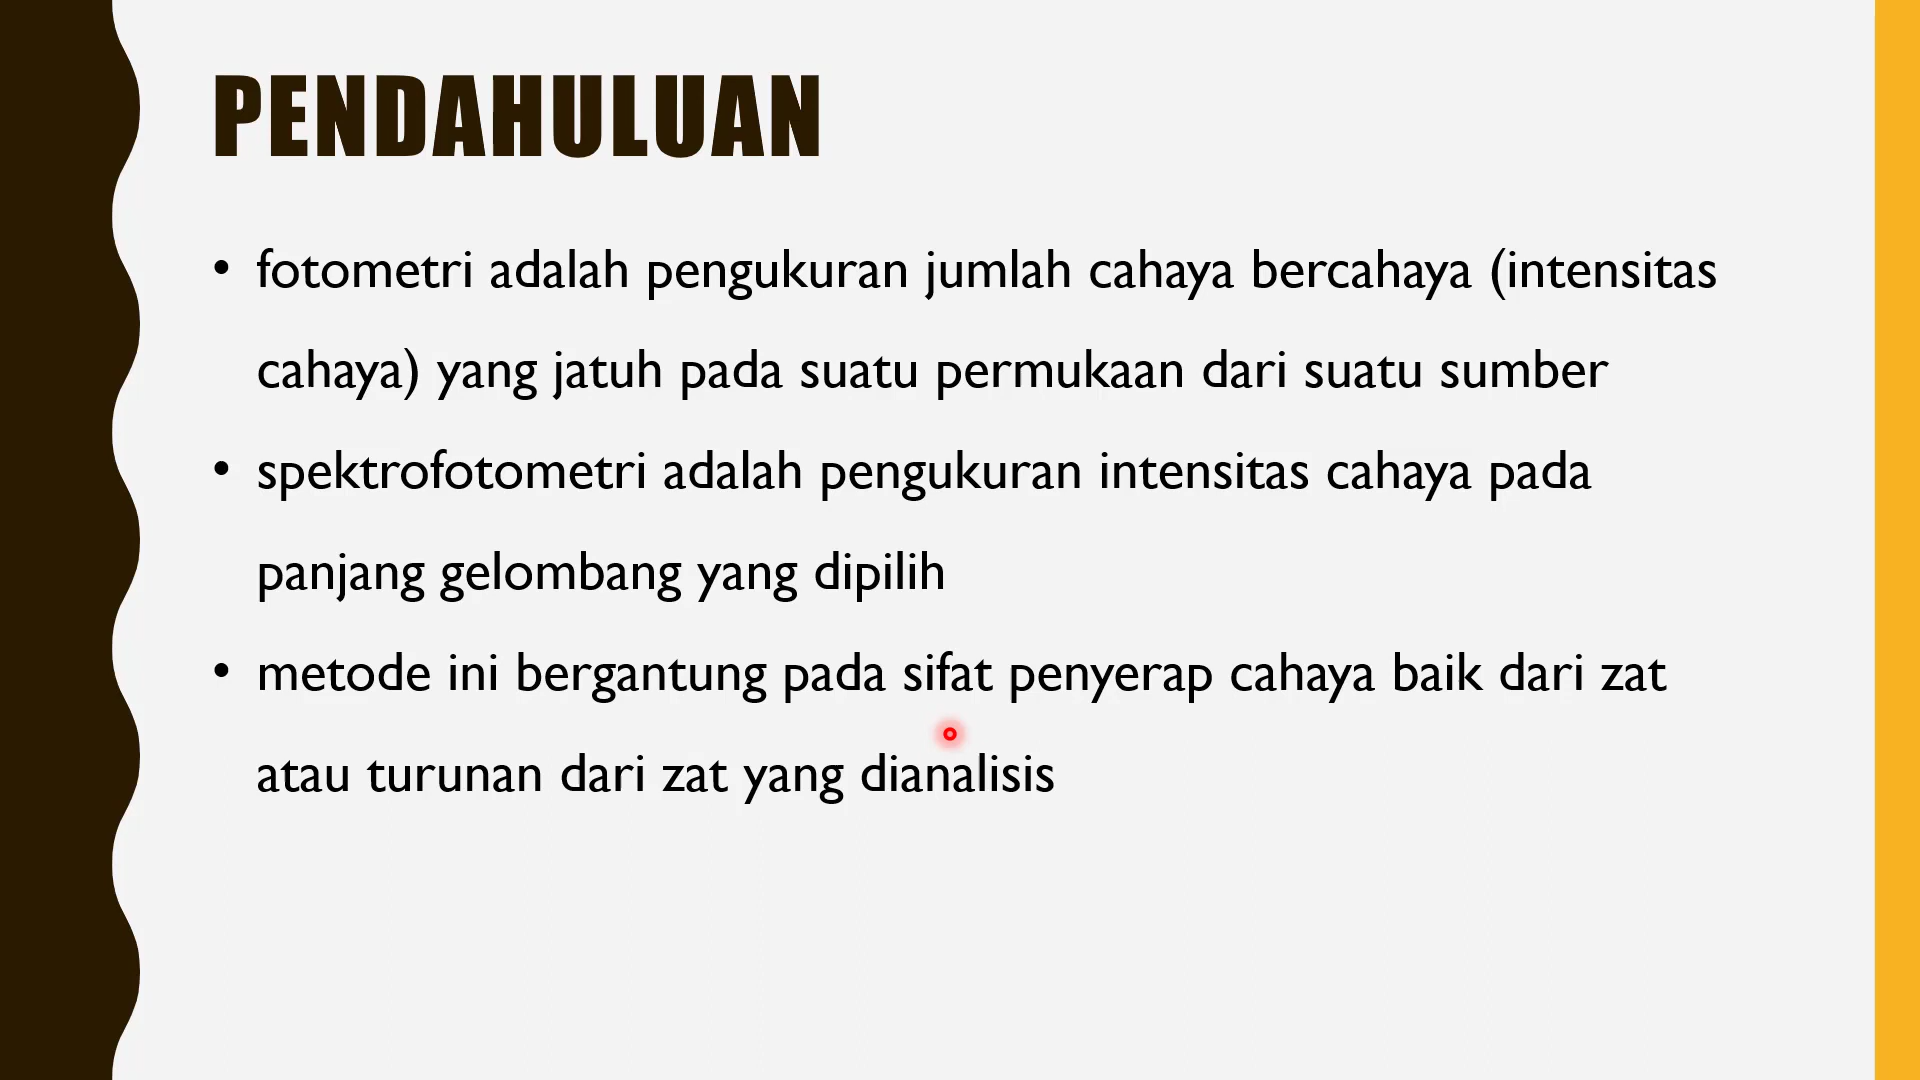 PENDAHULUAN
• fotometri adalah pengukuran jumlah cahaya bercahaya (intensitas
cahaya) yang jatuh pada suatu permukaan dari suatu sumber
• spektrofotometri adalah pengukuran intensitas cahaya pada
panjang gelombang yang dipilih
• metode ini bergantung pada sifat penyerap cahaya baik dari zat
atau turunan dari zat yang dianalisis